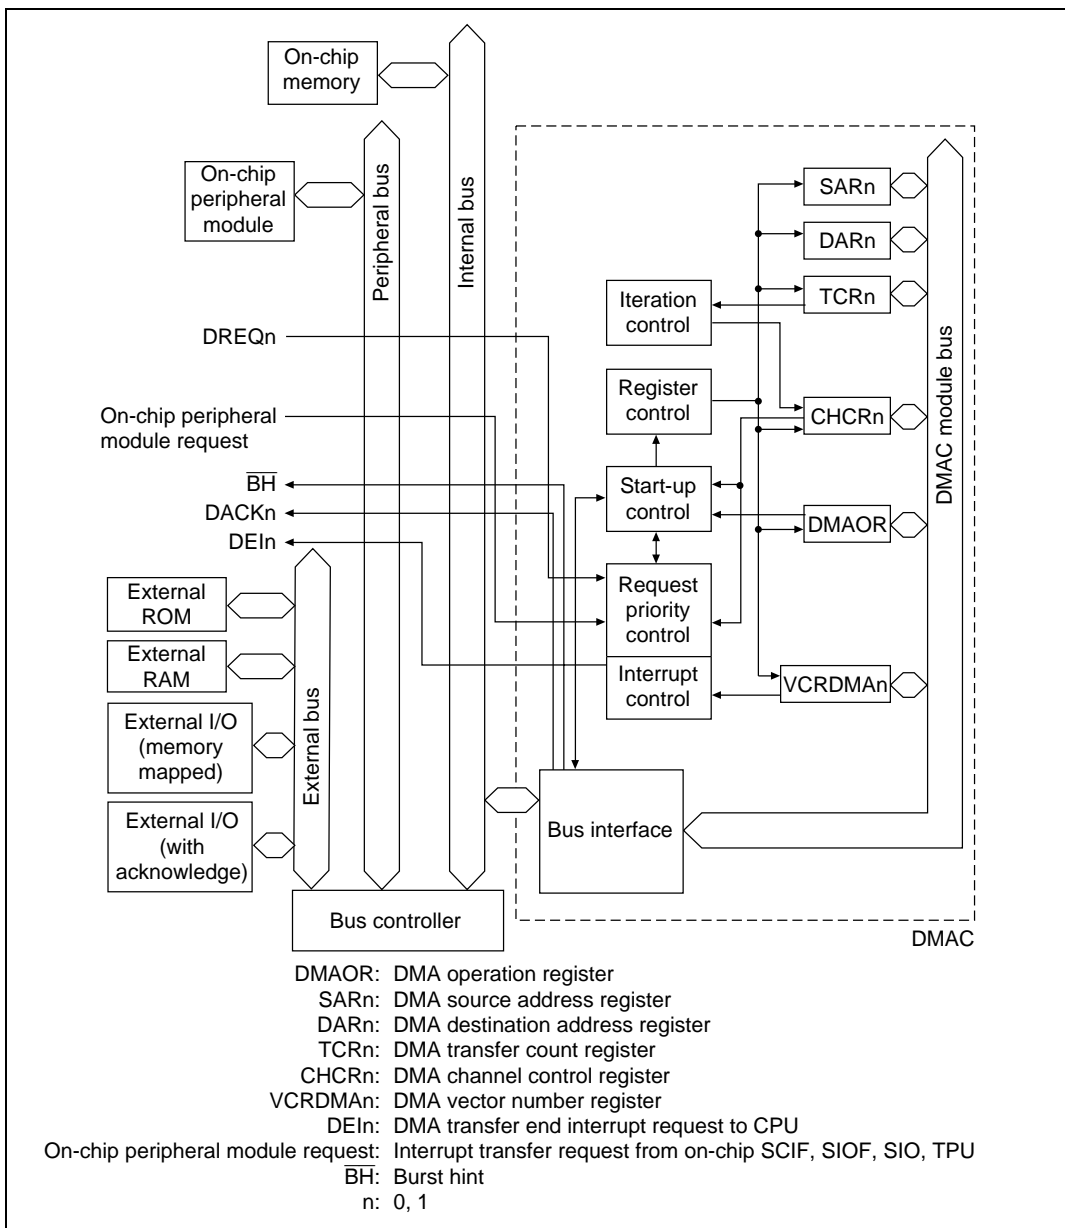 On-chip
memory
On-chip
peripheral
module
Peripheral bus
Internal bus
SARn
DARn
TCRn
Iteration
control
DREQn
Register
control
CHCRn
DMAC module bus
On-chip peripheral
module request
B̅H̅
Start-up
control
DACKn
DMAOR
DEIn
External
ROM
Request
priority
control
External
RAM
Interrupt
control
VCRDMAn
External I/O
(memory
mapped)
External bus
External I/O
(with
acknowledge)
Bus interface
Bus controller
DMAC
DMAOR: DMA operation register
SARn: DMA source address register
DARn: DMA destination address register
TCRn: DMA transfer count register
CHCRn: DMA channel control register
VCRDMAn: DMA vector number register
DEIn: DMA transfer end interrupt request to CPU
On-chip peripheral module request: Interrupt transfer request from on-chip SCIF, SIOF, SIO, TPU
B̅H̅: Burst hint
n: 0, 1